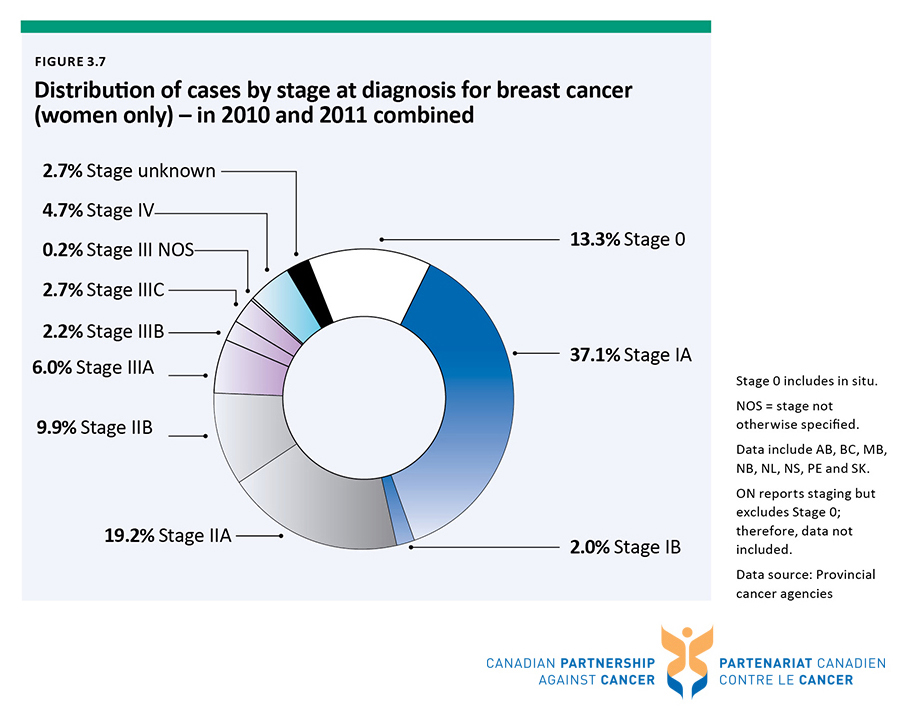 FIGURE 3.7
Distribution of cases by stage at diagnosis for breast cancer
(women only) – in 2010 and 2011 combined
2.7% Stage unknown
4.7% Stage IV
0.2% Stage III NOS
2.7% Stage IIIC
2.2% Stage IIIB
6.0% Stage IIIA
9.9% Stage IIB
19.2% Stage IIA
13.3% Stage 0
37.1% Stage IA
2.0% Stage IB
Stage 0 includes in situ.
NOS = stage not
otherwise specified.
Data include AB, BC, MB,
NB, NL, NS, PE and SK.
ON reports staging but
excludes Stage 0;
therefore, data not
included.
Data source: Provincial
cancer agencies
CANADIAN PARTNERSHIP
AGAINST CANCER
PARTENARIAT CANADIEN
CONTRE LE CANCER